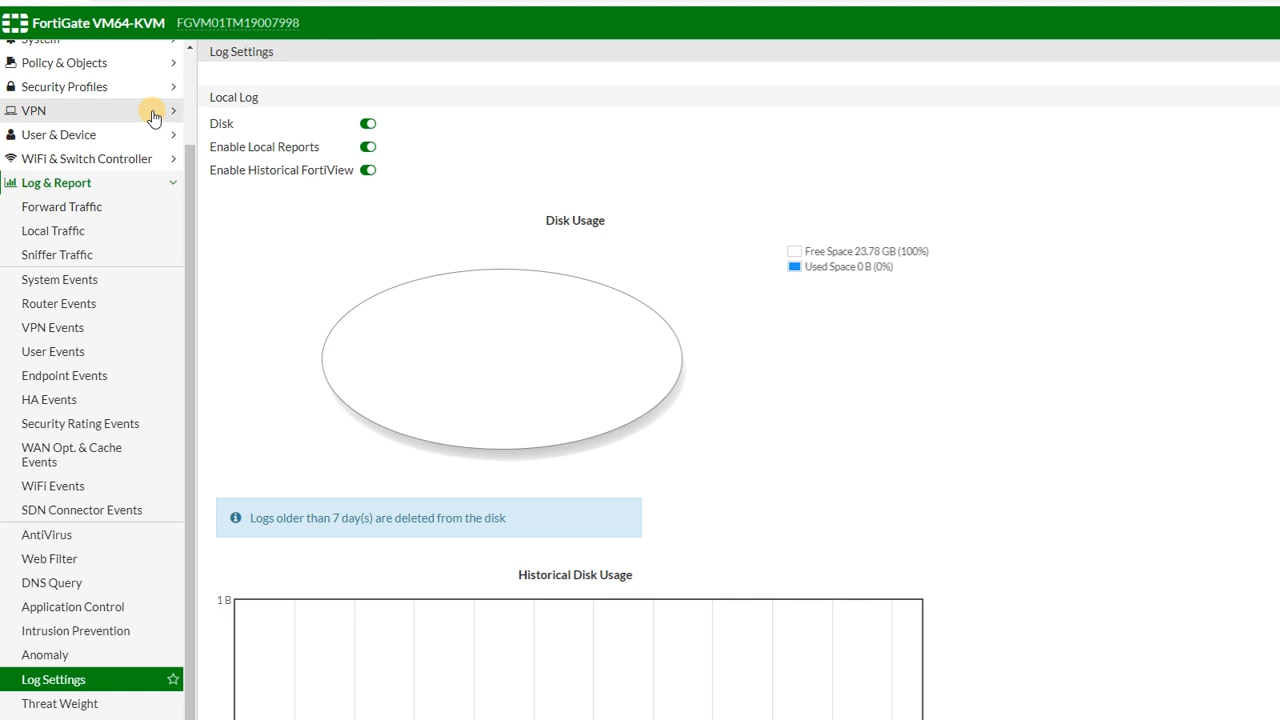 FortiGate VM64-KVM FGVM01TM19007998
System
Policy & Objects
Security Profiles
VPN
User & Device
WiFi & Switch Controller
Log & Report
Forward Traffic
Local Traffic
Sniffer Traffic
System Events
Router Events
VPN Events
User Events
Endpoint Events
HA Events
Security Rating Events
WAN Opt. & Cache
Events
WiFi Events
SDN Connector Events
AntiVirus
Web Filter
DNS Query
Application Control
Intrusion Prevention
Anomaly
Log Settings
Threat Weight
Log Settings
Local Log
Disk
Enable Local Reports
Enable Historical FortiView
Disk Usage
Free Space 23.78 GB (100%)
Used Space 0 B (0%)
Logs older than 7 day(s) are deleted from the disk
Historical Disk Usage
1 B